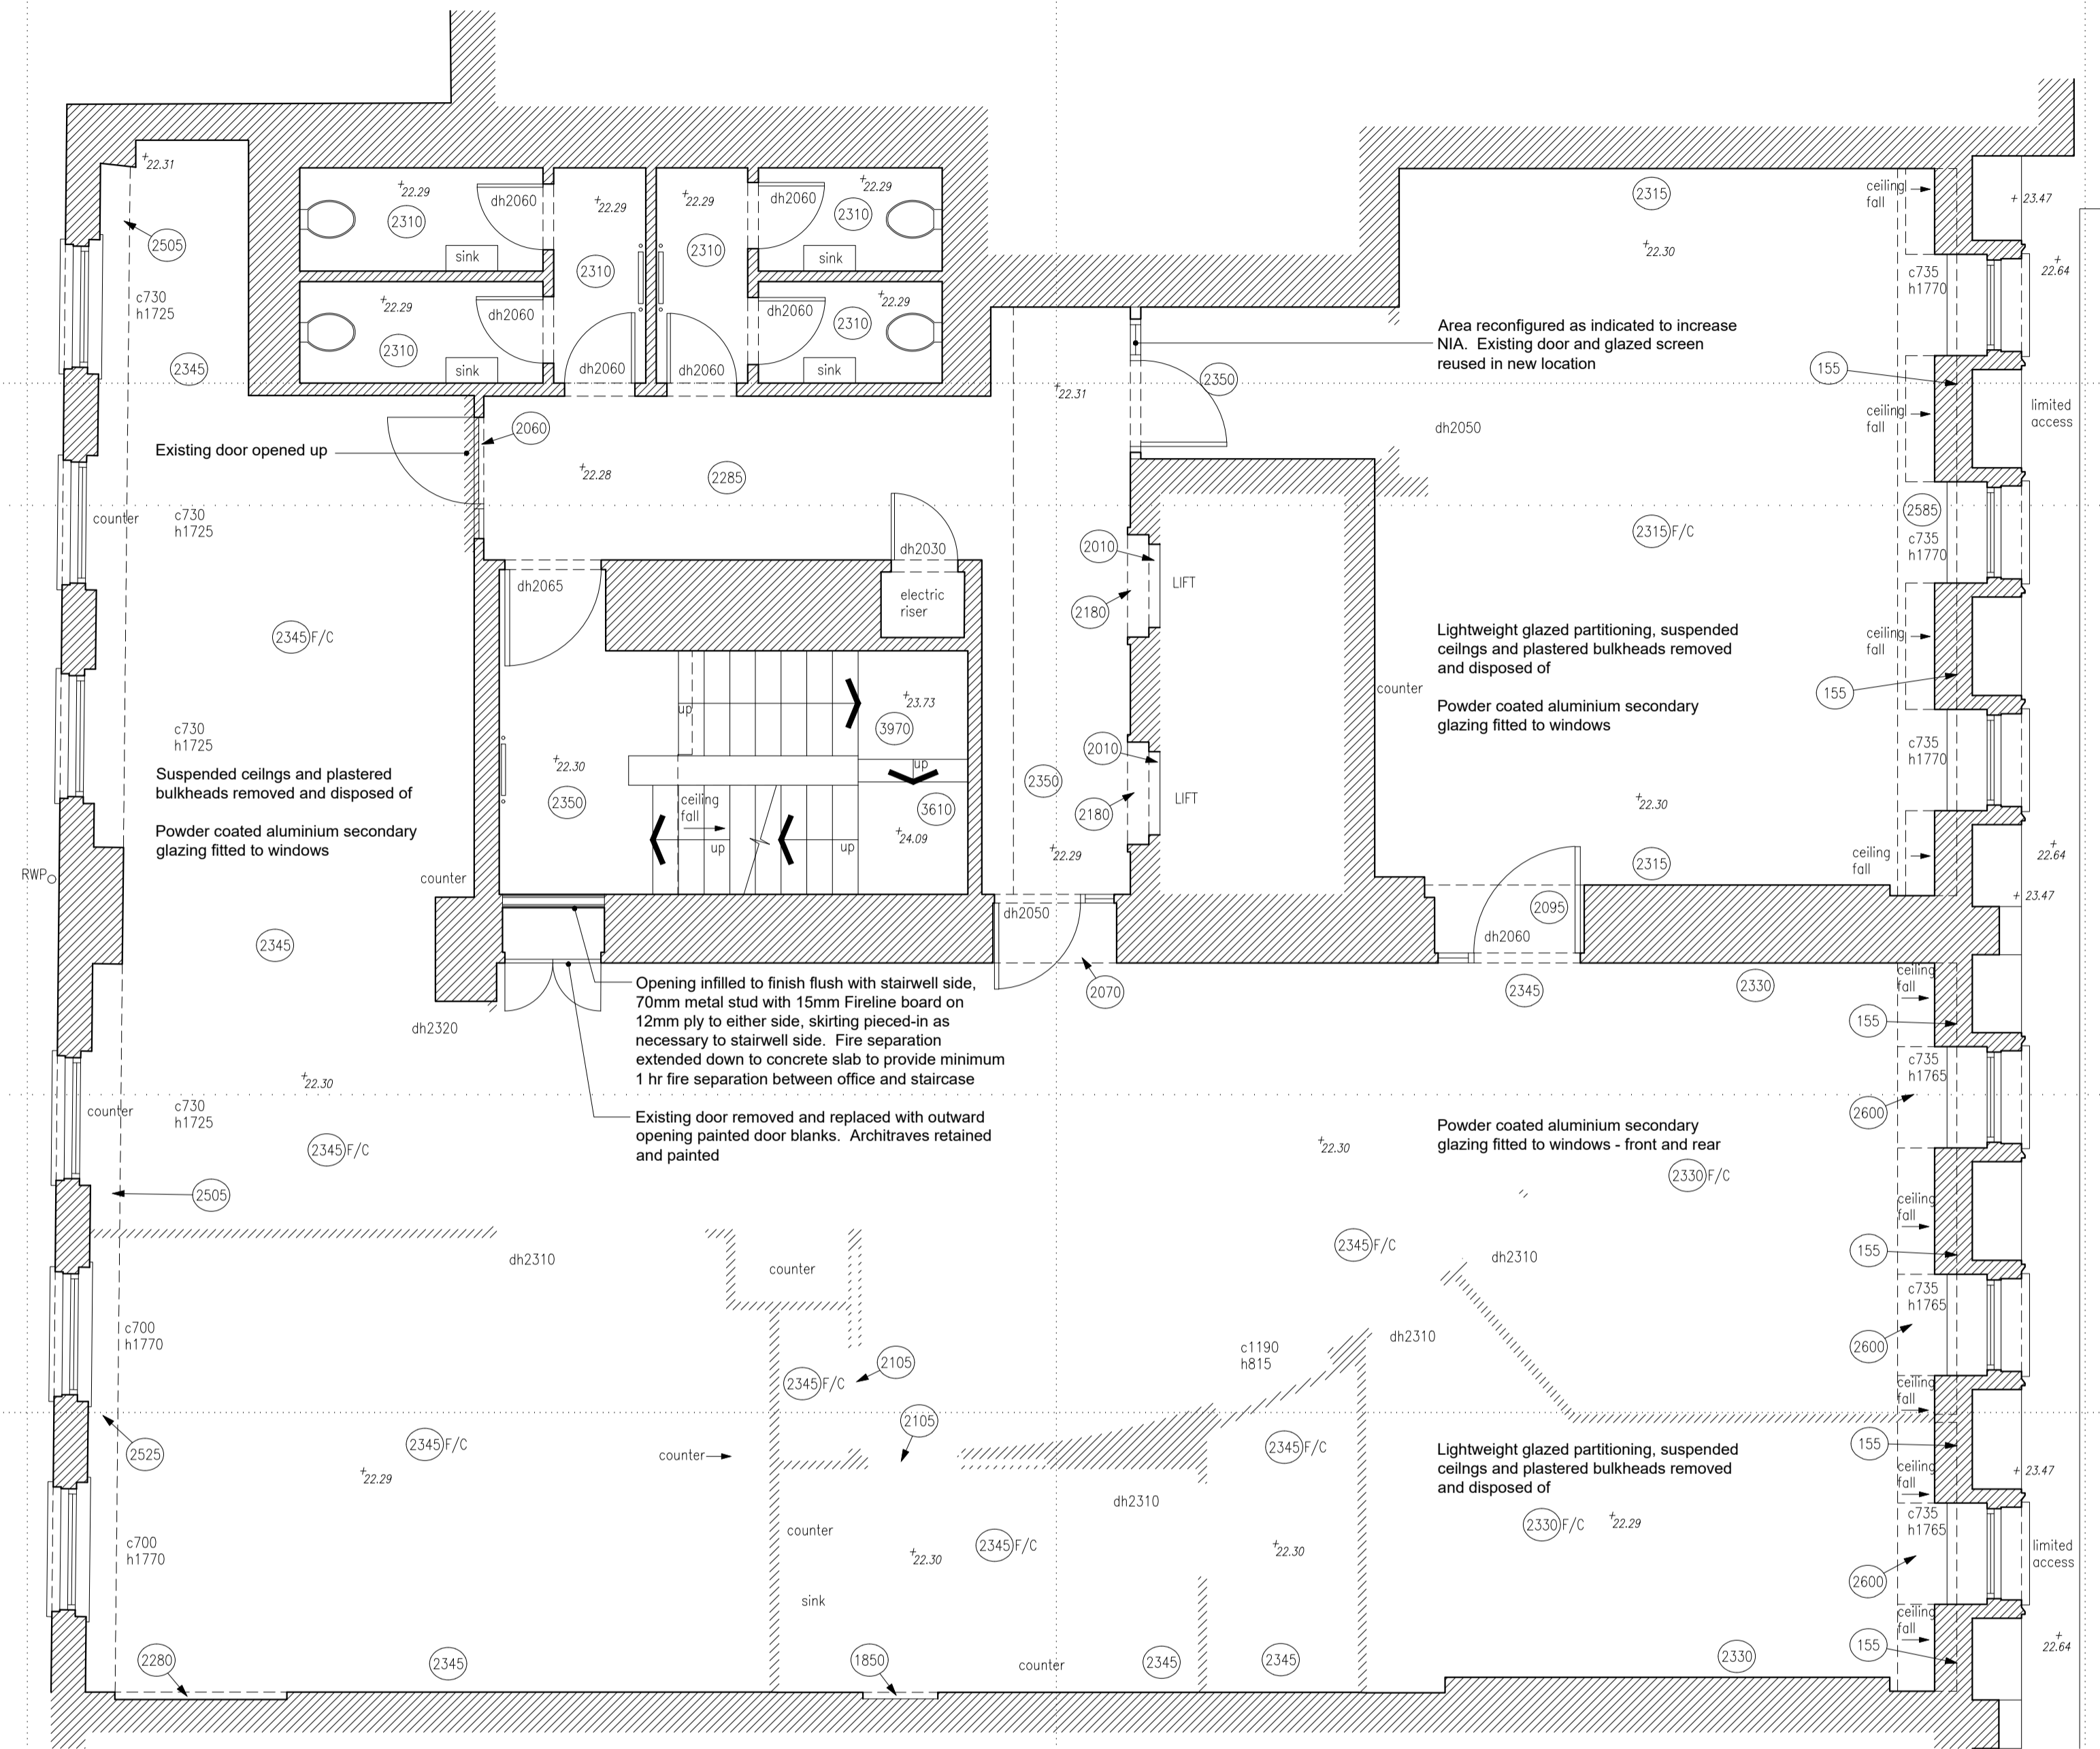 +22.31
2505
c730
h1725
2345
+22.29
2310
dh2060
sink
+22.29
2310
dh2060
sink
+22.29
2310
dh2060
+22.29
2310
dh2060
dh2060
+22.29
2310
sink
dh2060
+22.29
2310
sink
2315
+22.30
ceiling
fall
+ 23.47
+
22.64
c735
h1770
Area reconfigured as indicated to increase
NIA. Existing door and glazed screen
reused in new location
155
2350
+22.31
dh2050
ceiling
fall
limited
access
Existing door opened up
2060
+22.28
2285
counter
c730
h1725
dh2030
electric
riser
dh2065
2010
LIFT
2180
2315 F/C
2585
c735
h1770
2345 F/C
Lightweight glazed partitioning, suspended
ceilngs and plastered bulkheads removed
and disposed of
ceiling
fall
counter
155
Powder coated aluminium secondary
glazing fitted to windows
c730
h1725
up
+23.73
3970
up
+22.30
2350
ceiling
fall
3610
up
up
+24.09
2010
2350
LIFT
2180
+22.29
c735
h1770
+22.30
Suspended ceilngs and plastered
bulkheads removed and disposed of
Powder coated aluminium secondary
glazing fitted to windows
RWP
counter
2315
ceiling
fall
+
22.64
+ 23.47
dh2050
2070
2095
dh2060
2345
2330
ceiling
fall
155
2345
dh2320
Opening infilled to finish flush with stairwell side,
70mm metal stud with 15mm Fireline board on
12mm ply to either side, skirting pieced-in as
necessary to stairwell side. Fire separation
extended down to concrete slab to provide minimum
1 hr fire separation between office and staircase
+22.30
counter
c730
h1725
Existing door removed and replaced with outward
opening painted door blanks. Architraves retained
and painted
2345 F/C
2505
+22.30
Powder coated aluminium secondary
glazing fitted to windows - front and rear
2330 F/C
c735
h1765
2600
ceiling
fall
155
dh2310
counter
2345 F/C
dh2310
c735
h1765
2600
c700
h1770
c1190
h815
dh2310
2105
2345 F/C
ceiling
fall
2105
2525
2345 F/C
+22.29
counter
2345 F/C
Lightweight glazed partitioning, suspended
ceilngs and plastered bulkheads removed
and disposed of
155
ceiling
fall
+ 23.47
dh2310
counter
+22.30
2345 F/C
+22.30
2330 F/C
+22.29
c735
h1765
2600
limited
access
c700
h1770
sink
ceiling
fall
155
+
22.64
2280
2345
1850
counter
2345
2345
2330